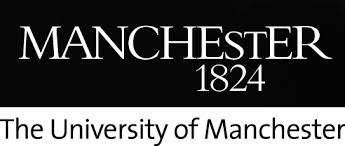 MANCHEsTER
1824
The University of Manchester